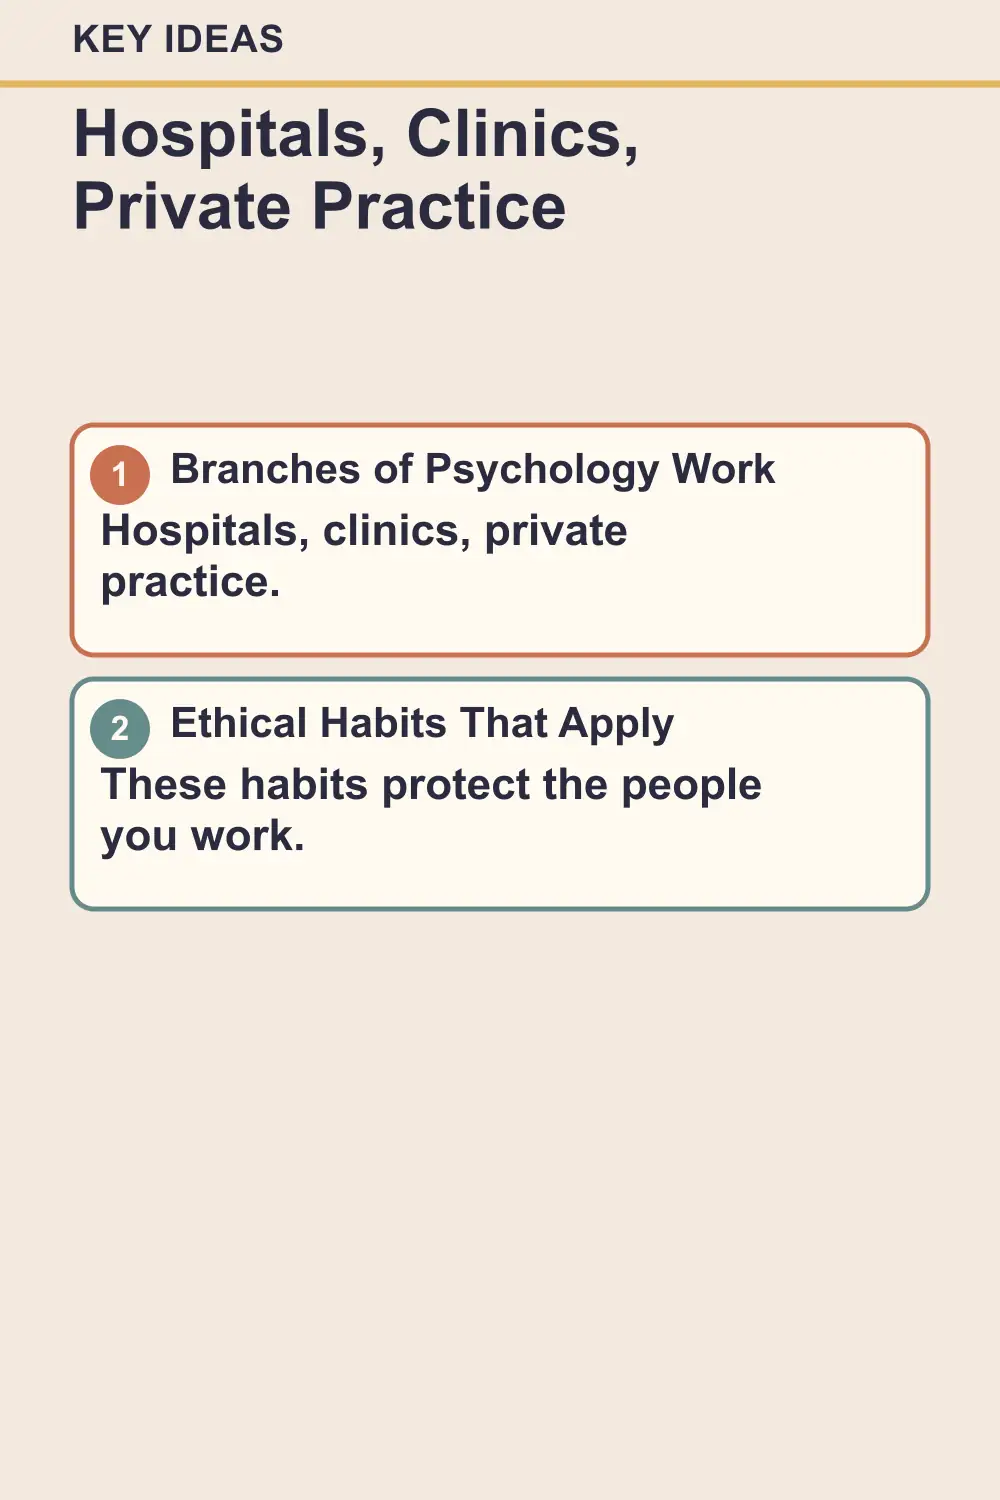 KEY IDEAS
Hospitals, Clinics,
Private Practice
1 Branches of Psychology Work
Hospitals, clinics, private
practice.
2 Ethical Habits That Apply
These habits protect the people
you work.